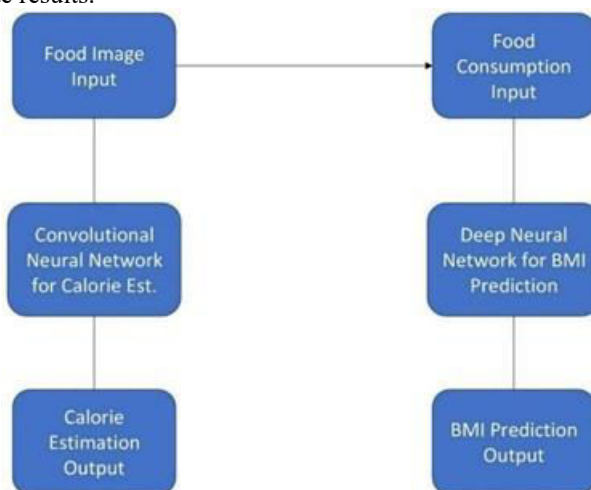 results.
Food Image
Input
Food
Consumption
Input
Convolutional
Neural Network
for Calorie Est.
Deep Neural
Network for BMI
Prediction
Calorie
Estimation
Output
BMI Prediction
Output